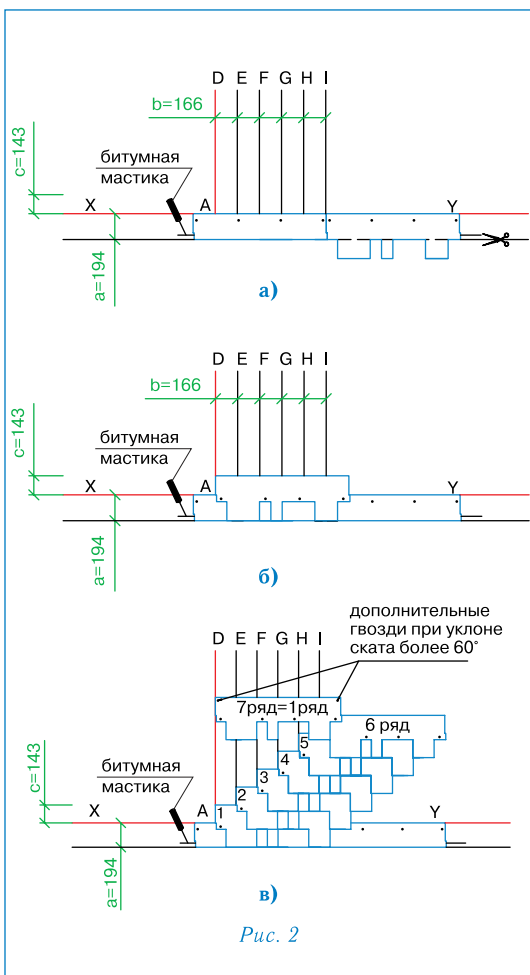 D E F G H I
b=166
c=143
битумная
мастика
X A Y
a=194
а)
D E F G H I
b=166
c=143
битумная
мастика
X A Y
a=194
б)
дополнительные
гвозди при уклоне
ската более 60°
D E F G H I
7ряд=1ряд
6 ряд
5
4
3
2
1
c=143
битумная
мастика
X A Y
a=194
в)
Рис. 2